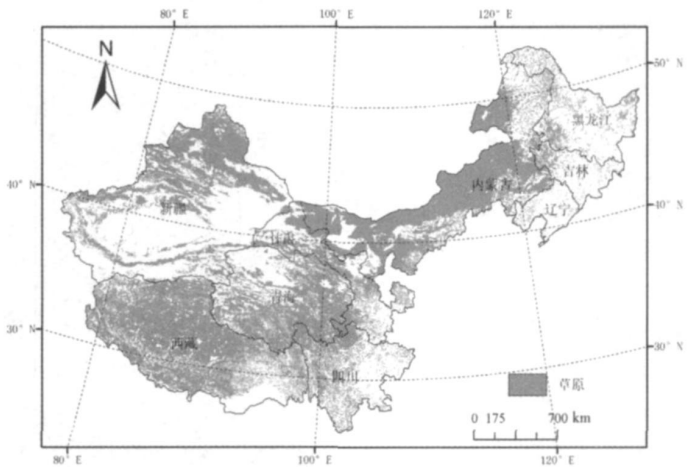 80° E
100° E
120° E
N
50° N
黑龙江
吉林
内蒙古
辽宁
40° N
40° N
新疆
甘肃
青海
30° N
西藏
四川
30° N
草原
0 175 700 km
80° E
100° E
120° E